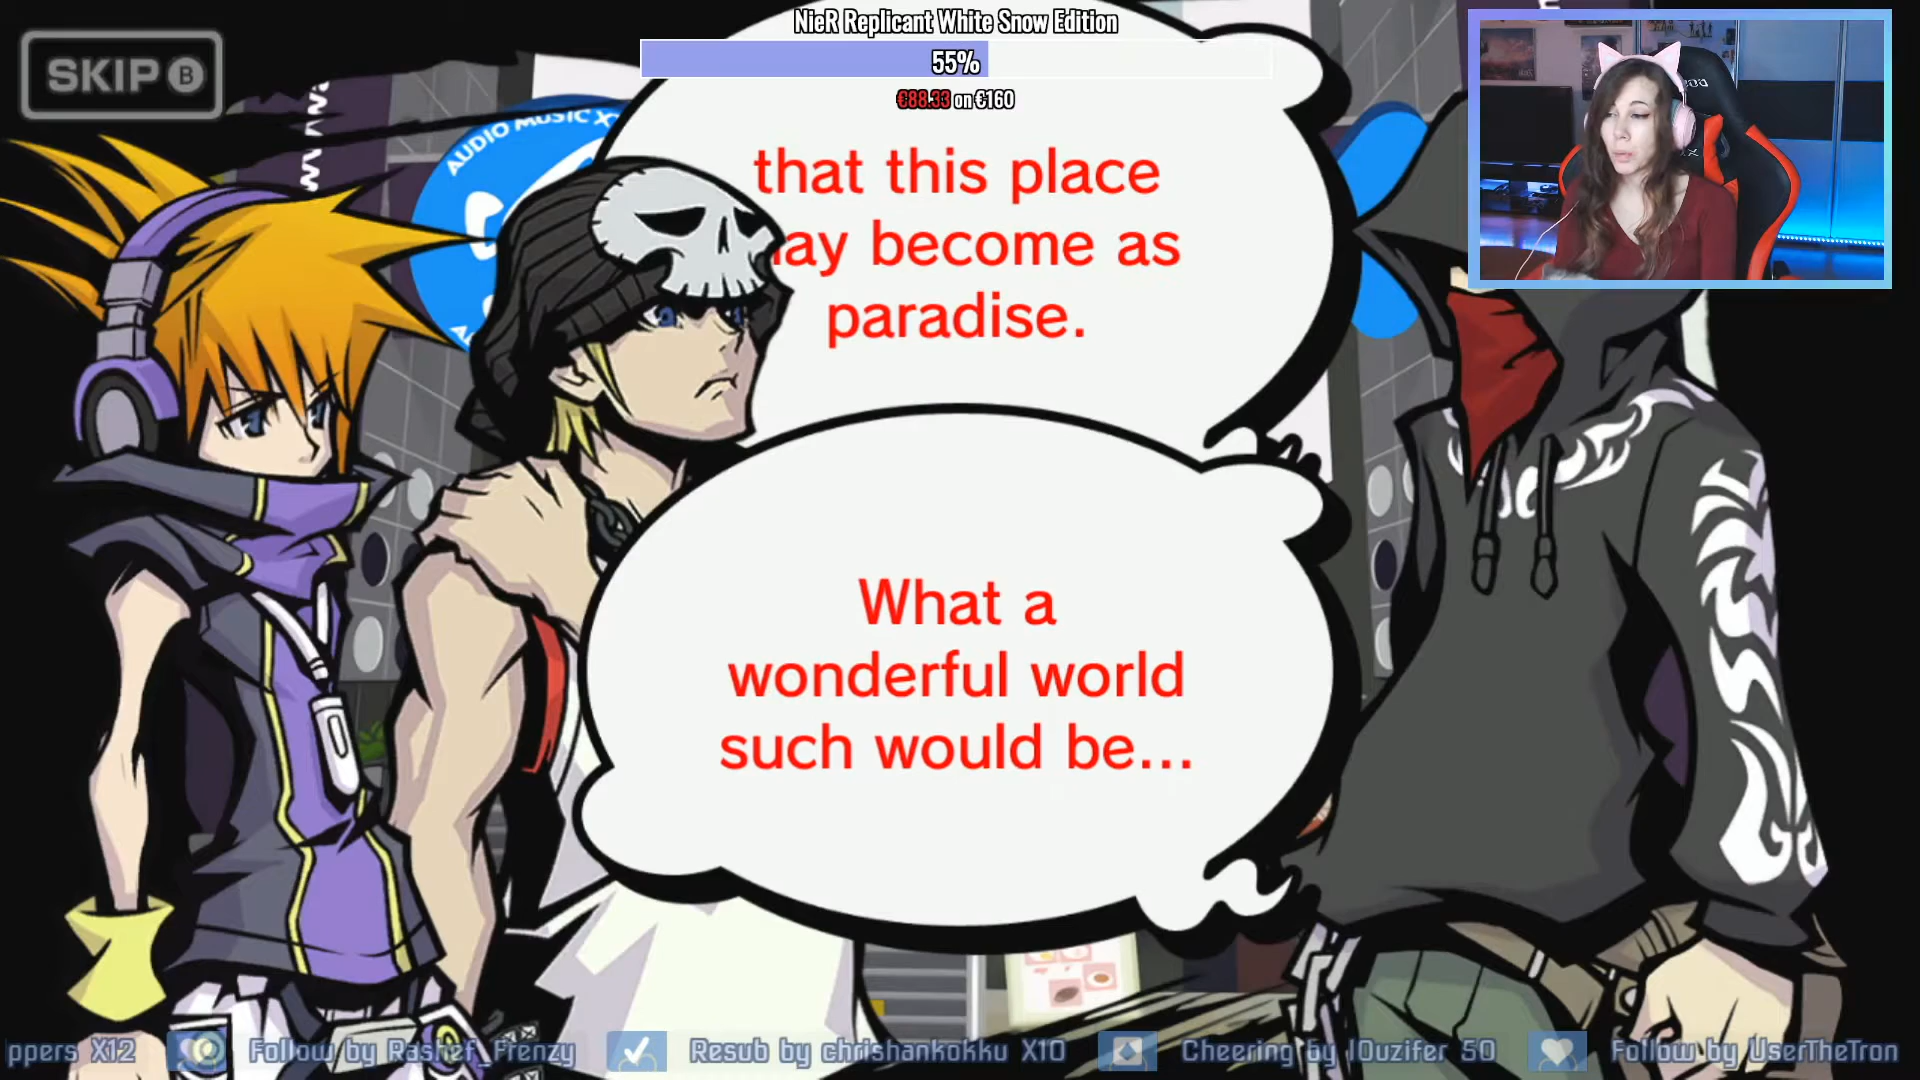 SKIP B
NieR Replicant White Snow Edition
55%
€88.33 on €160
AUDIO MUSIC X
that this place
may become as
paradise.
What a
wonderful world
such would be...
ppers X12
Follow by Rashef_Frenzy
Resub by chrishankokku X10
Cheering by l0uzifer 50
Follow by UserTheTron